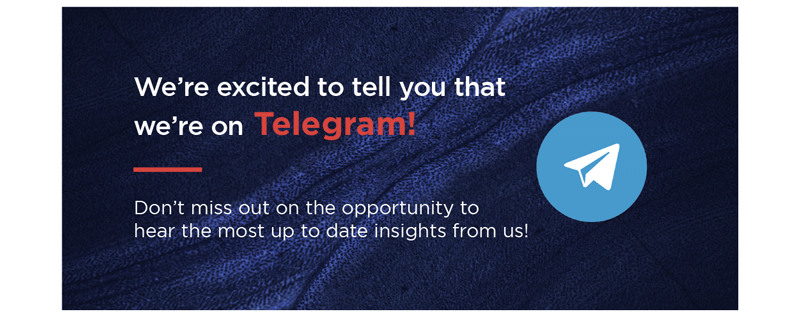 We’re excited to tell you that
we’re on Telegram!
Don’t miss out on the opportunity to
hear the most up to date insights from us!